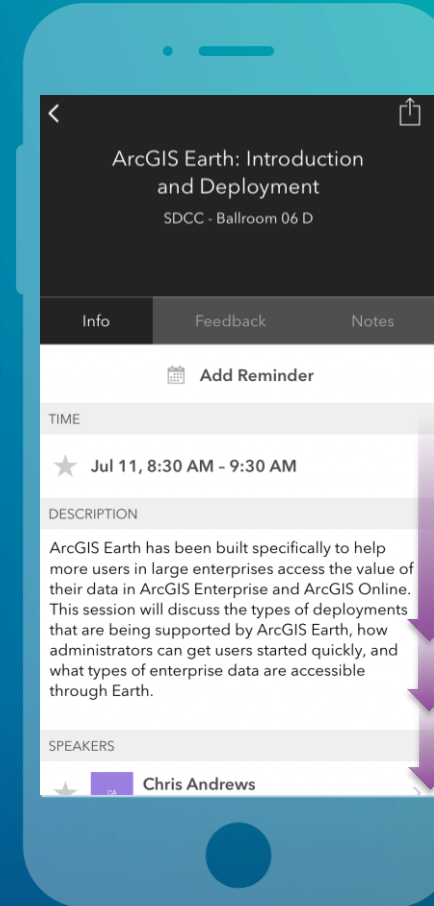 ArcGIS Earth: Introduction
and Deployment
SDCC - Ballroom 06 D
Info Feedback Notes
Add Reminder
TIME
Jul 11, 8:30 AM – 9:30 AM
DESCRIPTION
ArcGIS Earth has been built specifically to help
more users in large enterprises access the value of
their data in ArcGIS Enterprise and ArcGIS Online.
This session will discuss the types of deployments
that are being supported by ArcGIS Earth, how
administrators can get users started quickly, and
what types of enterprise data are accessible
through Earth.
SPEAKERS
CA Chris Andrews